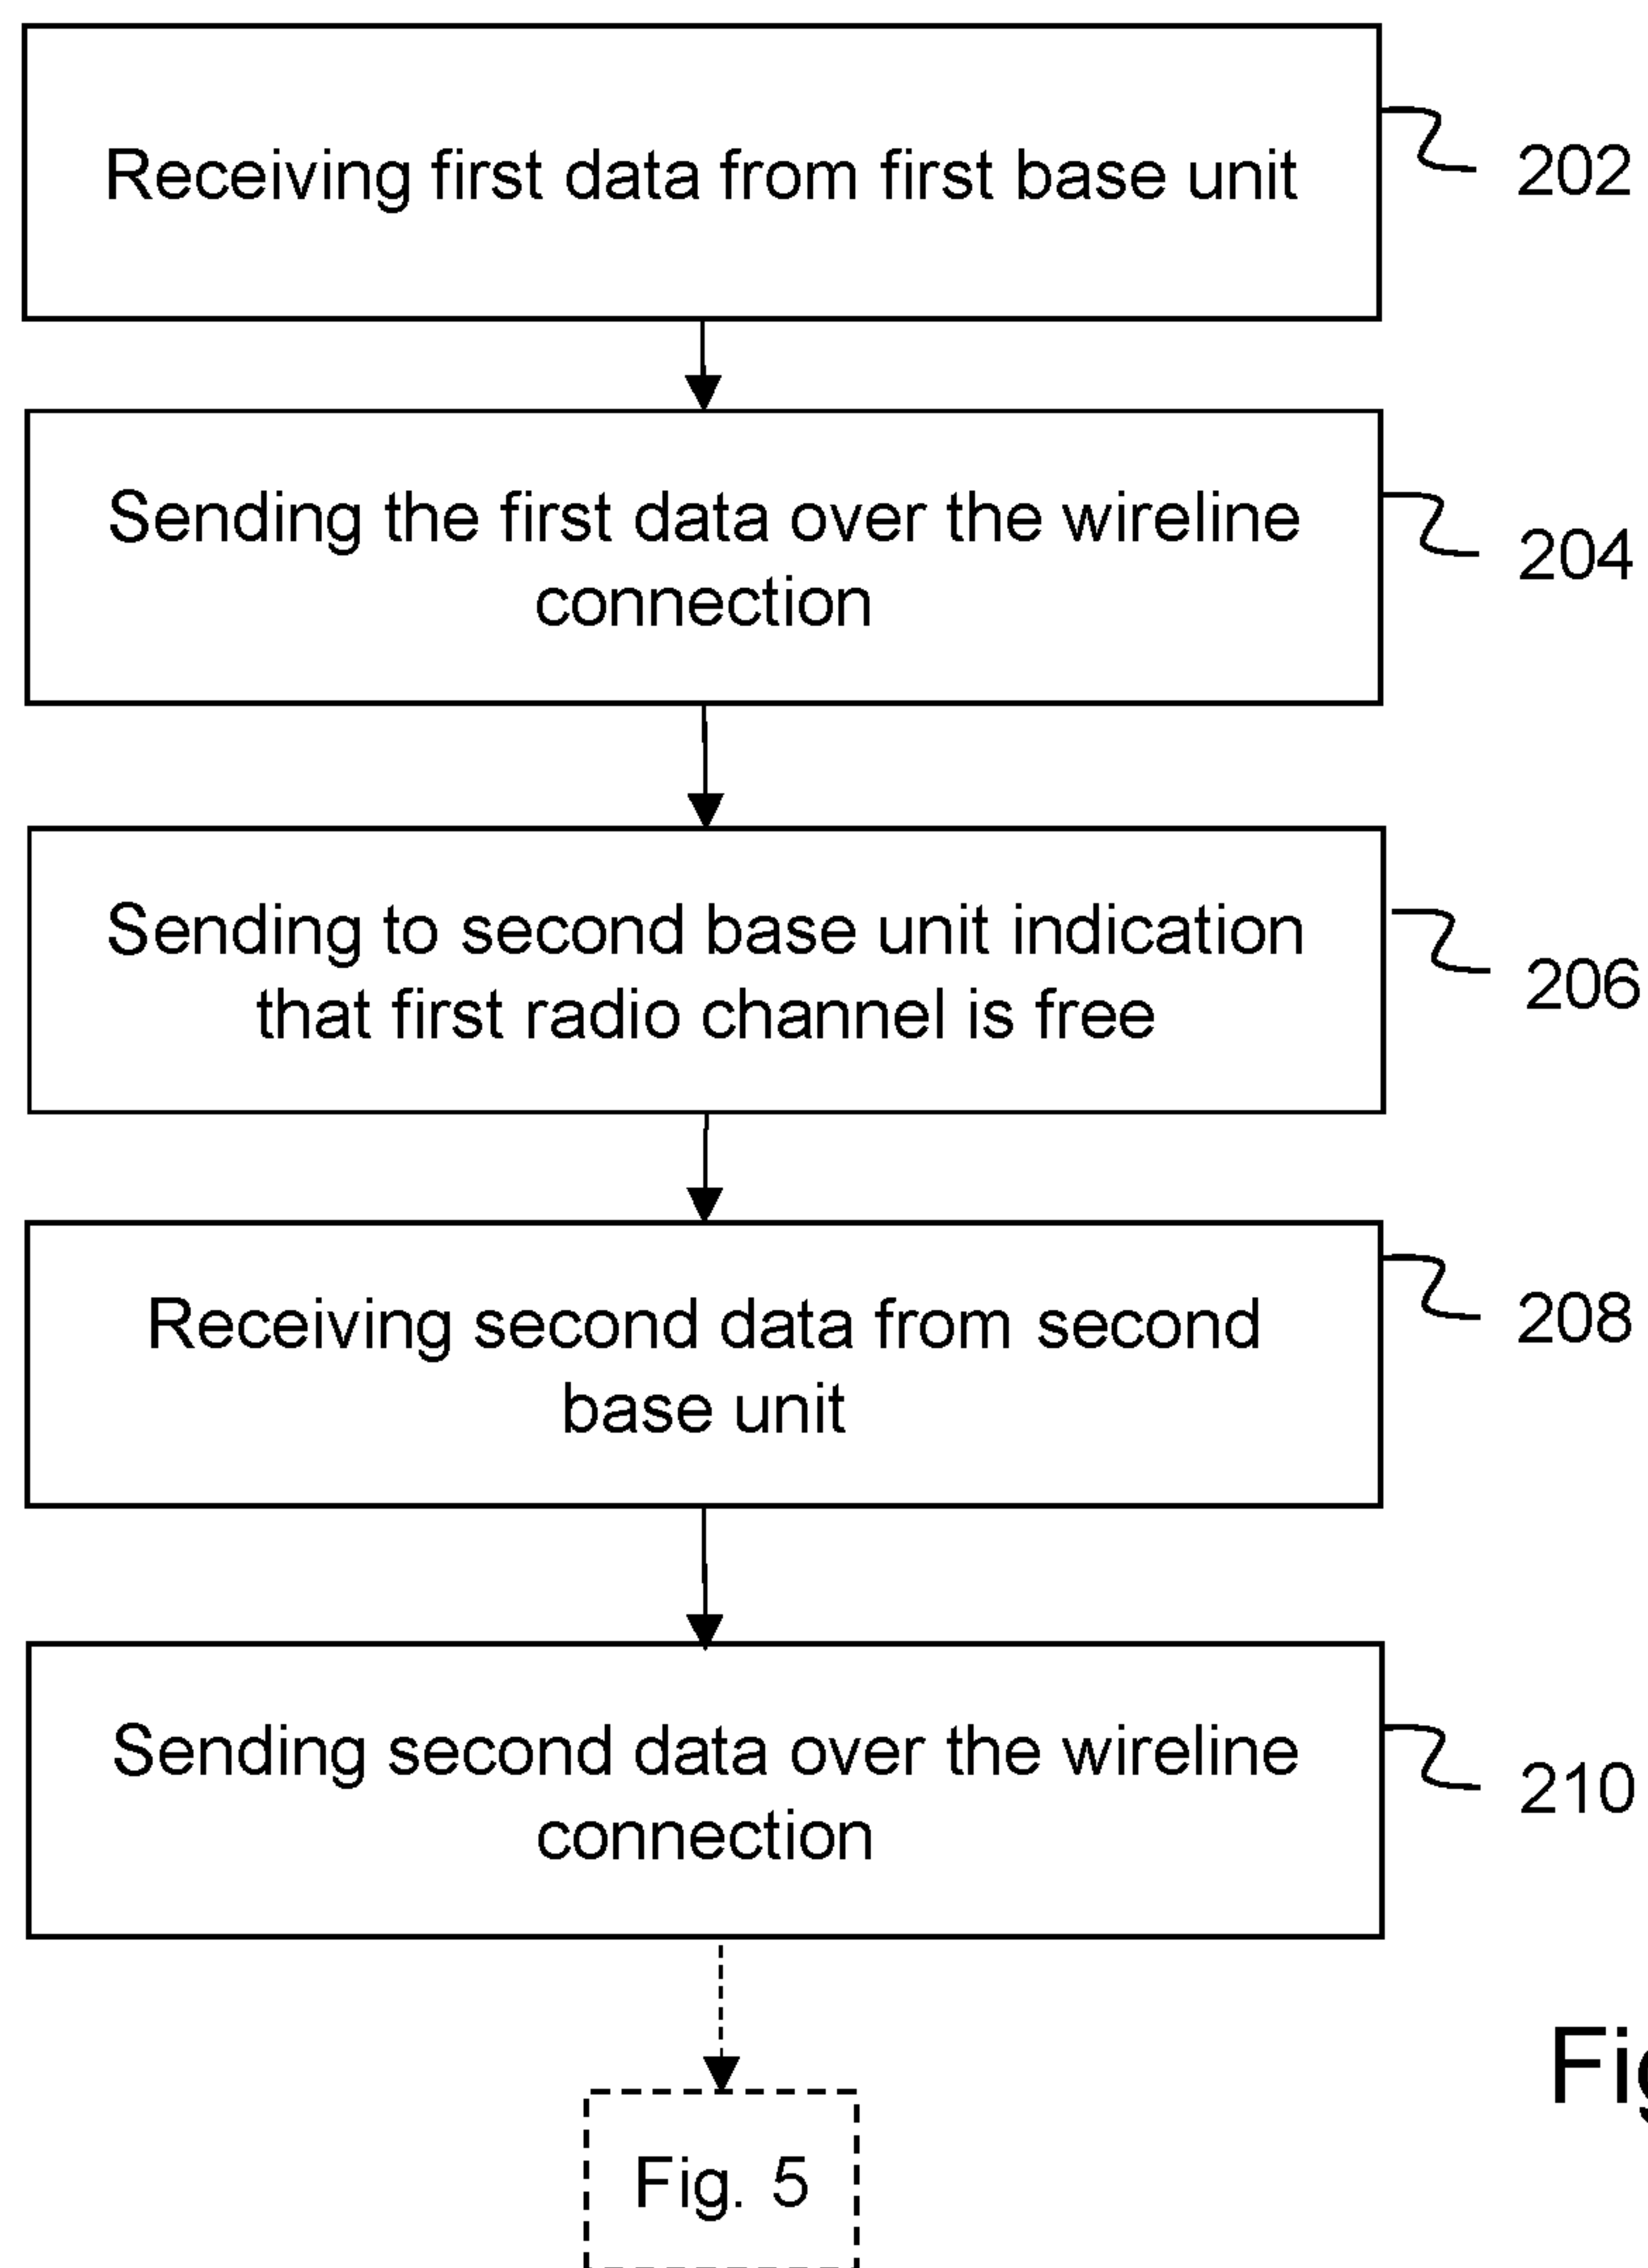 Receiving first data from first base unit
202
Sending the first data over the wireline
connection
204
Sending to second base unit indication
that first radio channel is free
206
Receiving second data from second
base unit
208
Sending second data over the wireline
connection
210
Fig. 5